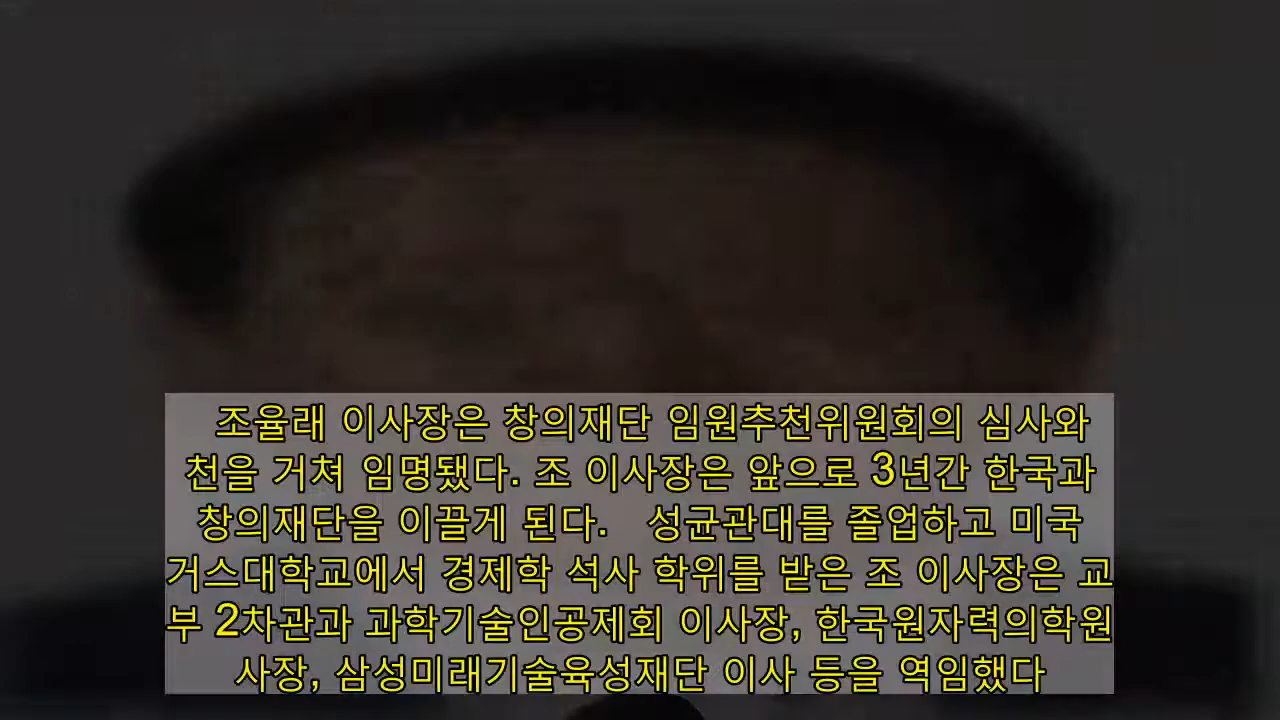 조율래 이사장은 창의재단 임원추천위원회의 심사와
천을 거쳐 임명됐다. 조 이사장은 앞으로 3년간 한국과
창의재단을 이끌게 된다. 성균관대를 졸업하고 미국
거스대학교에서 경제학 석사 학위를 받은 조 이사장은 교
부 2차관과 과학기술인공제회 이사장, 한국원자력의학원
사장, 삼성미래기술육성재단 이사 등을 역임했다